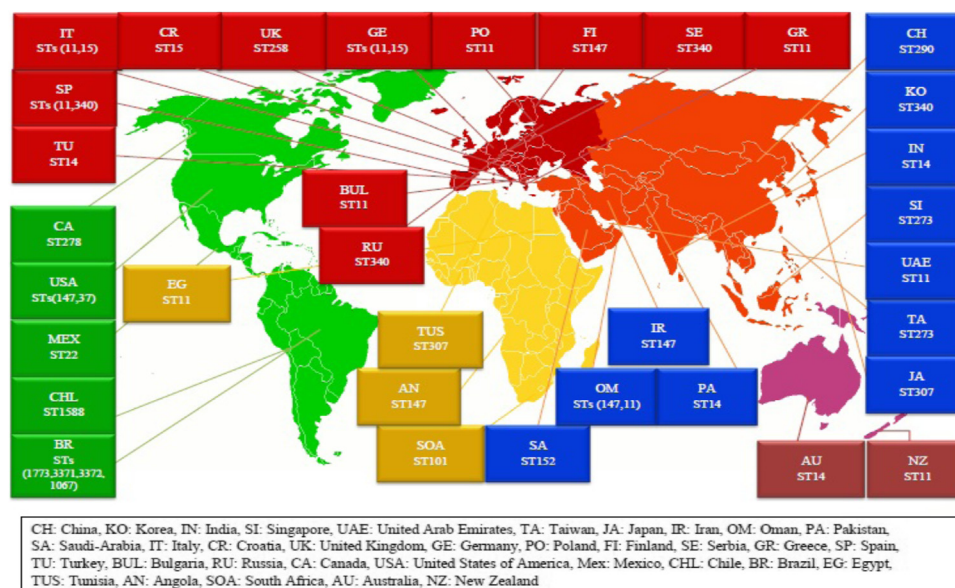 IT
STs (11,15)
CR
ST15
UK
ST258
GE
STs (11,15)
PO
ST11
FI
ST147
SE
ST340
GR
ST11
CH
ST290
SP
STs (11,340)
KO
ST340
TU
ST14
IN
ST14
BUL
ST11
SI
ST273
CA
ST278
RU
ST340
UAE
ST11
USA
STs(147,37)
EG
ST11
TA
ST273
MEX
ST22
TUS
ST307
IR
ST147
JA
ST307
CHL
ST1588
AN
ST147
OM
STs (147,11)
PA
ST14
BR
STs
(1773,3371,3372,
1067)
SOA
ST101
SA
ST152
AU
ST14
NZ
ST11
CH: China, KO: Korea, IN: India, SI: Singapore, UAE: United Arab Emirates, TA: Taiwan, JA: Japan, IR: Iran, OM: Oman, PA: Pakistan,
SA: Saudi-Arabia, IT: Italy, CR: Croatia, UK: United Kingdom, GE: Germany, PO: Poland, FI: Finland, SE: Serbia, GR: Greece, SP: Spain,
TU: Turkey, BUL: Bulgaria, RU: Russia, CA: Canada, USA: United States of America, Mex: Mexico, CHL: Chile, BR: Brazil, EG: Egypt,
TUS: Tunisia, AN: Angola, SOA: South Africa, AU: Australia, NZ: New Zealand